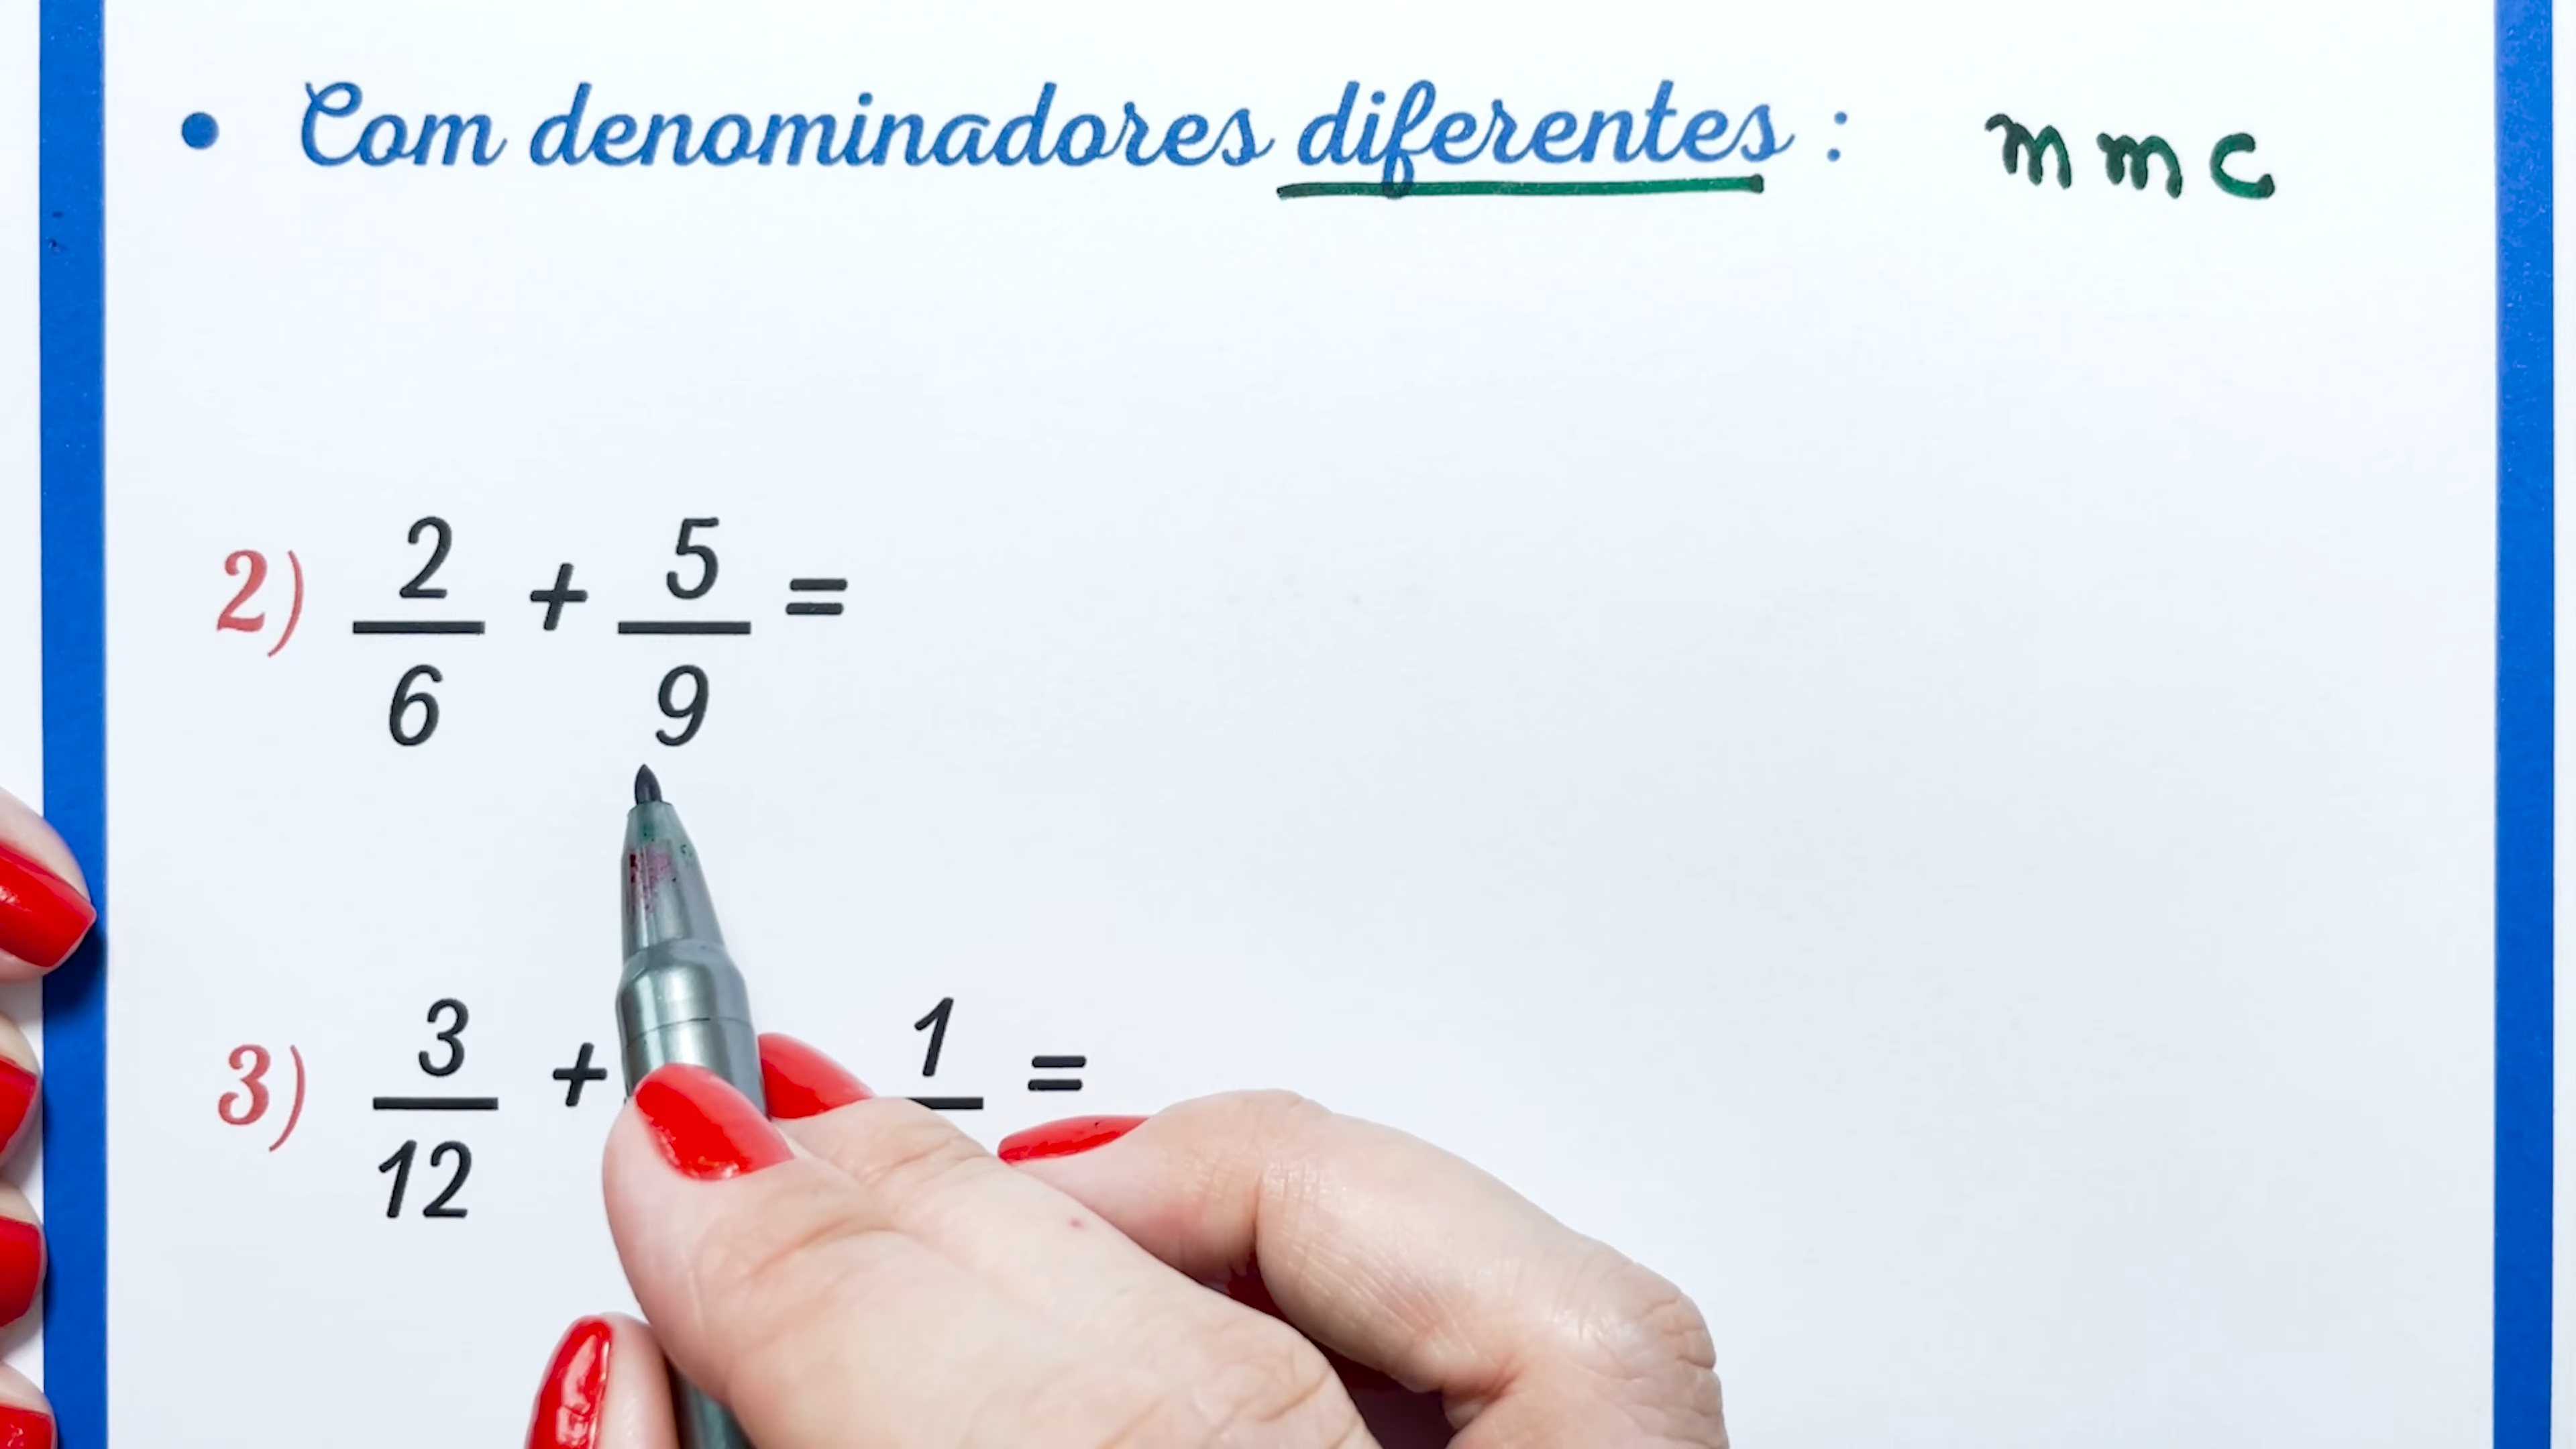 • Com denominadores diferentes : mmc
2) 2/6 + 5/9 =
3) 3/12 + 1 =